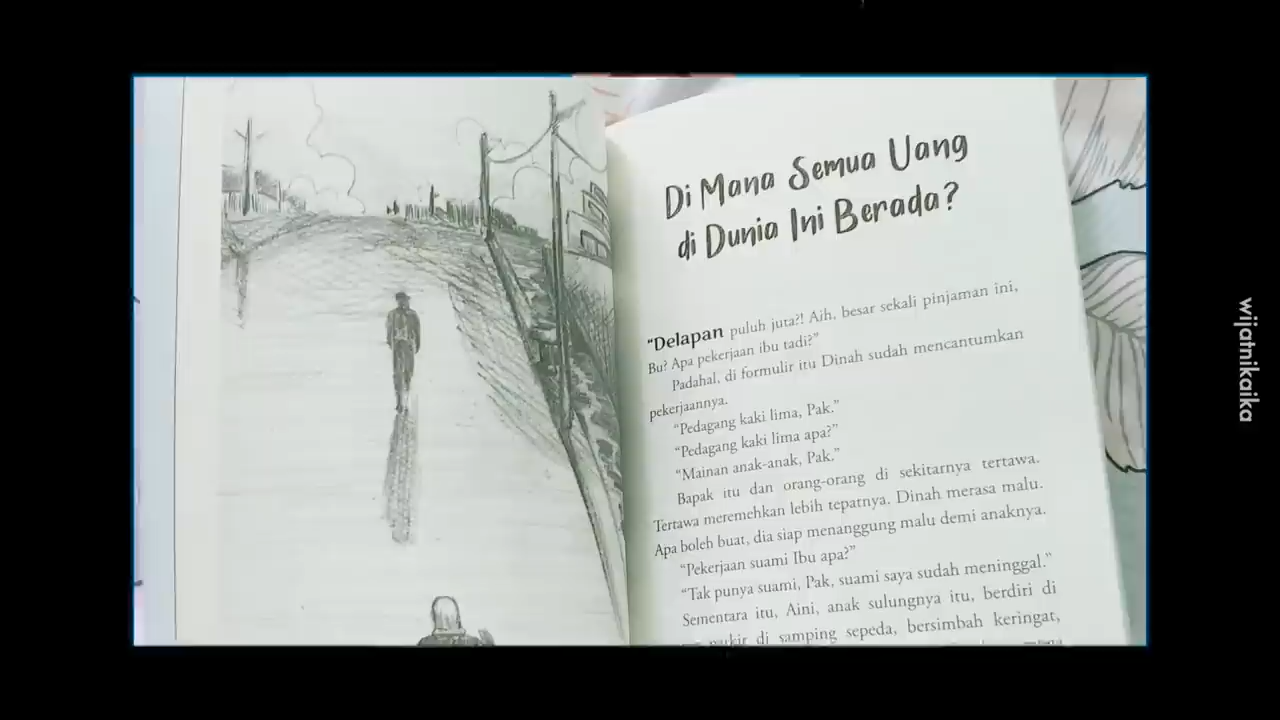 Di Mana Semua Uang
di Dunia Ini Berada?
"Delapan puluh juta?! Aih, besar sekali pinjaman ini,
Bu? Apa pekerjaan ibu tadi?"
Padahal, di formulir itu Dinah sudah mencantumkan
pekerjaannya.
"Pedagang kaki lima, Pak."
"Pedagang kaki lima apa?"
"Mainan anak-anak, Pak."
Bapak itu dan orang-orang di sekitarnya tertawa.
Tertawa meremehkan lebih tepatnya. Dinah merasa malu.
Apa boleh buat, dia siap menanggung malu demi anaknya.
"Pekerjaan suami Ibu apa?"
"Tak punya suami, Pak, suami saya sudah meninggal."
Sementara itu, Aini, anak sulungnya itu, berdiri di
parkir di samping sepeda, bersimbah keringat,
wijatnikaika